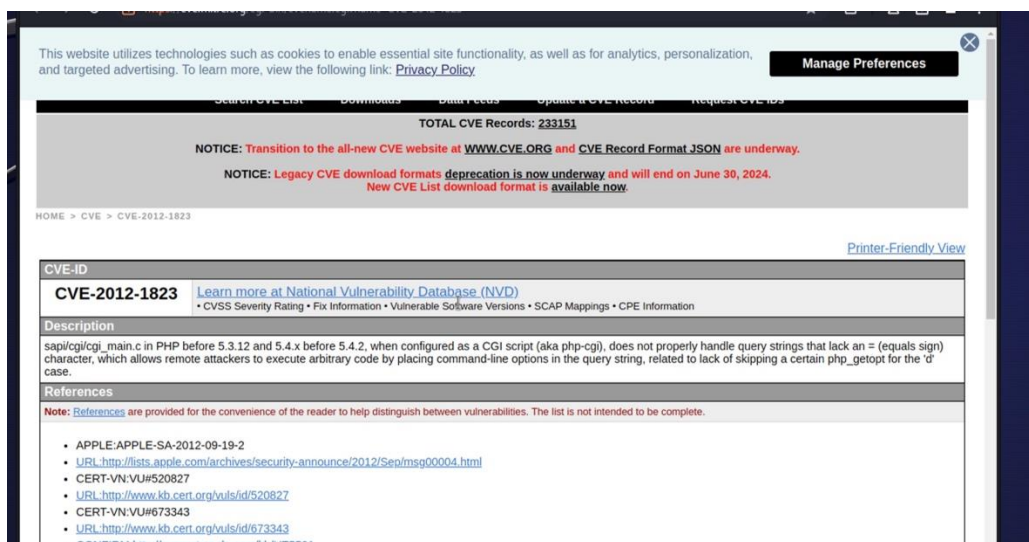 This website utilizes technologies such as cookies to enable essential site functionality, as well as for analytics, personalization,
and targeted advertising. To learn more, view the following link: Privacy Policy
Manage Preferences
Search CVE List Downloads Data Feeds Update a CVE Record Request CVE IDs
TOTAL CVE Records: 233151
NOTICE: Transition to the all-new CVE website at WWW.CVE.ORG and CVE Record Format JSON are underway.
NOTICE: Legacy CVE download formats deprecation is now underway and will end on June 30, 2024.
New CVE List download format is available now.
HOME > CVE > CVE-2012-1823
Printer-Friendly View
CVE-ID
CVE-2012-1823
Learn more at National Vulnerability Database (NVD)
• CVSS Severity Rating • Fix Information • Vulnerable Software Versions • SCAP Mappings • CPE Information
Description
sapi/cgi/cgi_main.c in PHP before 5.3.12 and 5.4.x before 5.4.2, when configured as a CGI script (aka php-cgi), does not properly handle query strings that lack an = (equals sign)
character, which allows remote attackers to execute arbitrary code by placing command-line options in the query string, related to lack of skipping a certain php_getopt for the 'd'
case.
References
Note: References are provided for the convenience of the reader to help distinguish between vulnerabilities. The list is not intended to be complete.
• APPLE:APPLE-SA-2012-09-19-2
• URL:http://lists.apple.com/archives/security-announce/2012/Sep/msg00004.html
• CERT-VN:VU#520827
• URL:http://www.kb.cert.org/vuls/id/520827
• CERT-VN:VU#673343
• URL:http://www.kb.cert.org/vuls/id/673343